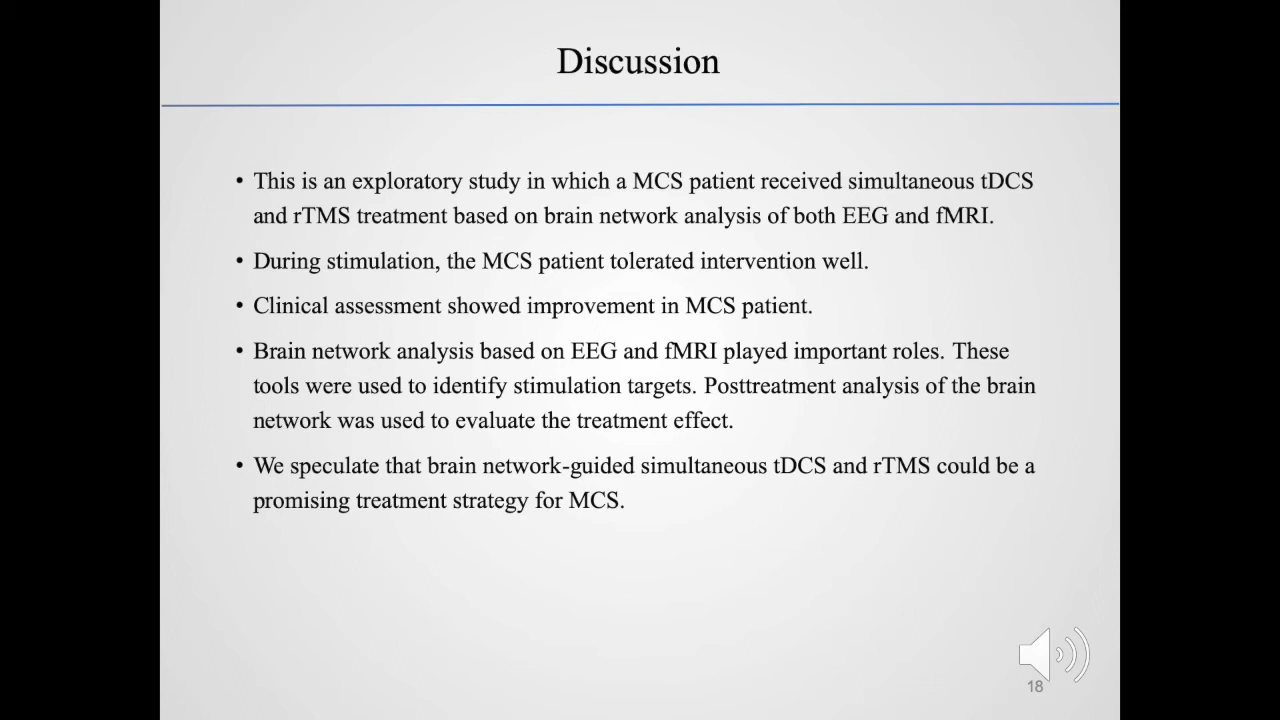 Discussion
• This is an exploratory study in which a MCS patient received simultaneous tDCS
and rTMS treatment based on brain network analysis of both EEG and fMRI.
• During stimulation, the MCS patient tolerated intervention well.
• Clinical assessment showed improvement in MCS patient.
• Brain network analysis based on EEG and fMRI played important roles. These
tools were used to identify stimulation targets. Posttreatment analysis of the brain
network was used to evaluate the treatment effect.
• We speculate that brain network-guided simultaneous tDCS and rTMS could be a
promising treatment strategy for MCS.
18